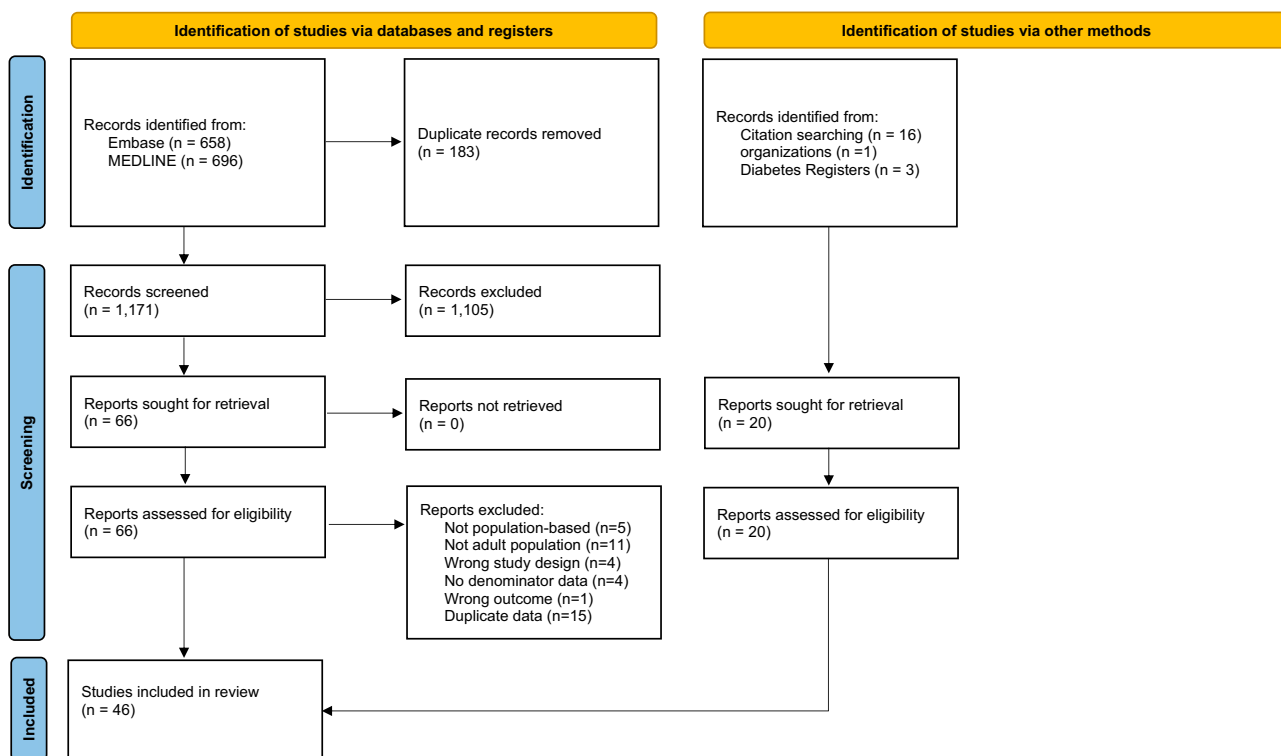 Identification of studies via databases and registers
Identification of studies via other methods
Identification
Records identified from:
Embase (n = 658)
MEDLINE (n = 696)
Duplicate records removed
(n = 183)
Records identified from:
Citation searching (n = 16)
organizations (n =1)
Diabetes Registers (n = 3)
Screening
Records screened
(n = 1,171)
Records excluded
(n = 1,105)
Reports sought for retrieval
(n = 66)
Reports not retrieved
(n = 0)
Reports sought for retrieval
(n = 20)
Reports assessed for eligibility
(n = 66)
Reports excluded:
Not population-based (n=5)
Not adult population (n=11)
Wrong study design (n=4)
No denominator data (n=4)
Wrong outcome (n=1)
Duplicate data (n=15)
Reports assessed for eligibility
(n = 20)
Included
Studies included in review
(n = 46)